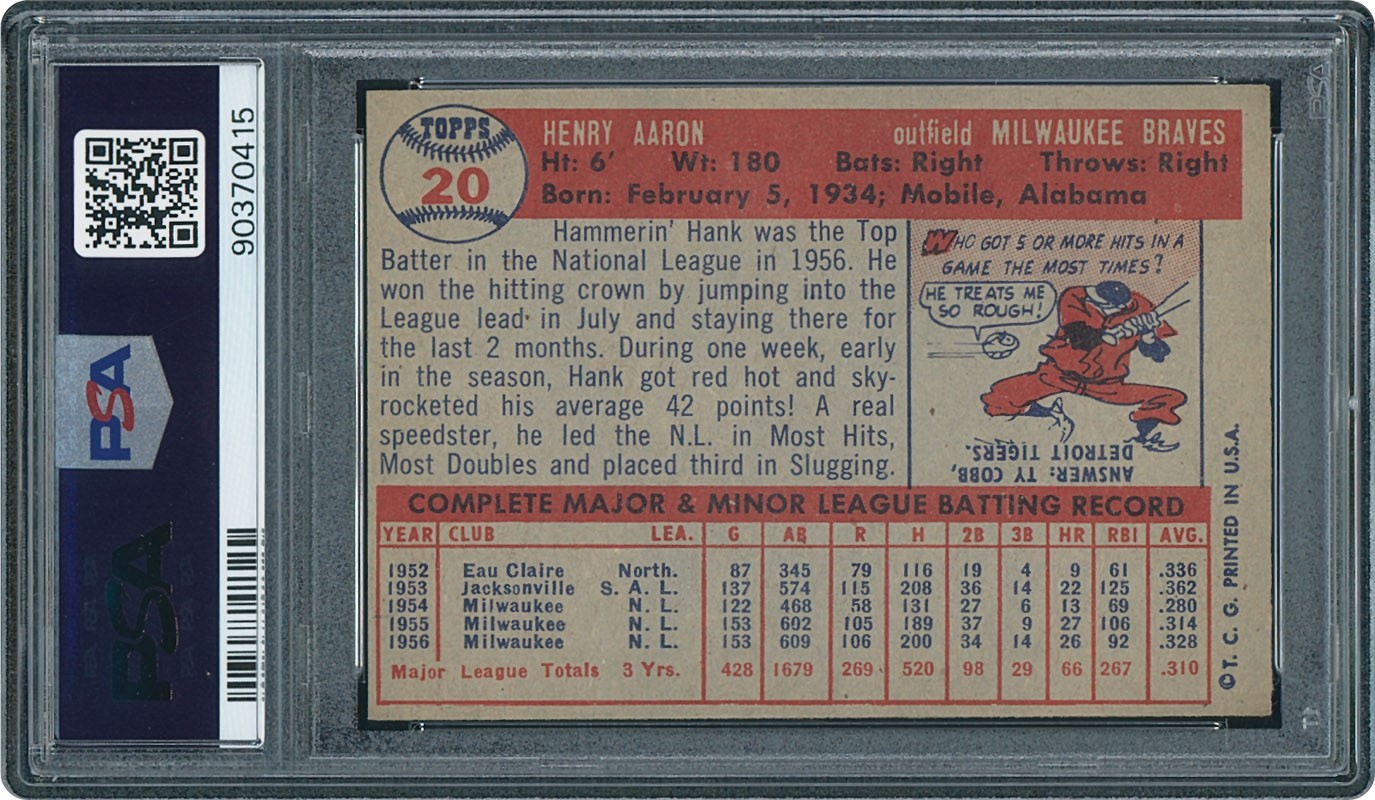 90370415
PSA
PSA
TOPPS
20
HENRY AARON outfield MILWAUKEE BRAVES
Ht: 6' Wt: 180 Bats: Right Throws: Right
Born: February 5, 1934; Mobile, Alabama
Hammerin' Hank was the Top
Batter in the National League in 1956. He
won the hitting crown by jumping into the
League lead in July and staying there for
the last 2 months. During one week, early
in the season, Hank got red hot and sky-
rocketed his average 42 points! A real
speedster, he led the N.L. in Most Hits,
Most Doubles and placed third in Slugging.
WHO GOT 5 OR MORE HITS IN A
GAME THE MOST TIMES?
HE TREATS ME
SO ROUGH!
ANSWER: TY COBB,
DETROIT TIGERS.
COMPLETE MAJOR & MINOR LEAGUE BATTING RECORD
YEAR CLUB LEA. G AB R H 2B 3B HR RBI AVG.
1952 Eau Claire North. 87 345 79 116 19 4 9 61 .336
1953 Jacksonville S. A. L. 137 574 115 208 36 14 22 125 .362
1954 Milwaukee N. L. 122 468 58 131 27 6 13 69 .280
1955 Milwaukee N. L. 153 602 105 189 37 9 27 106 .314
1956 Milwaukee N. L. 153 609 106 200 34 14 26 92 .328
Major League Totals 3 Yrs. 428 1679 269 520 98 29 66 267 .310
©T. C. G. PRINTED IN U.S.A.
PSA